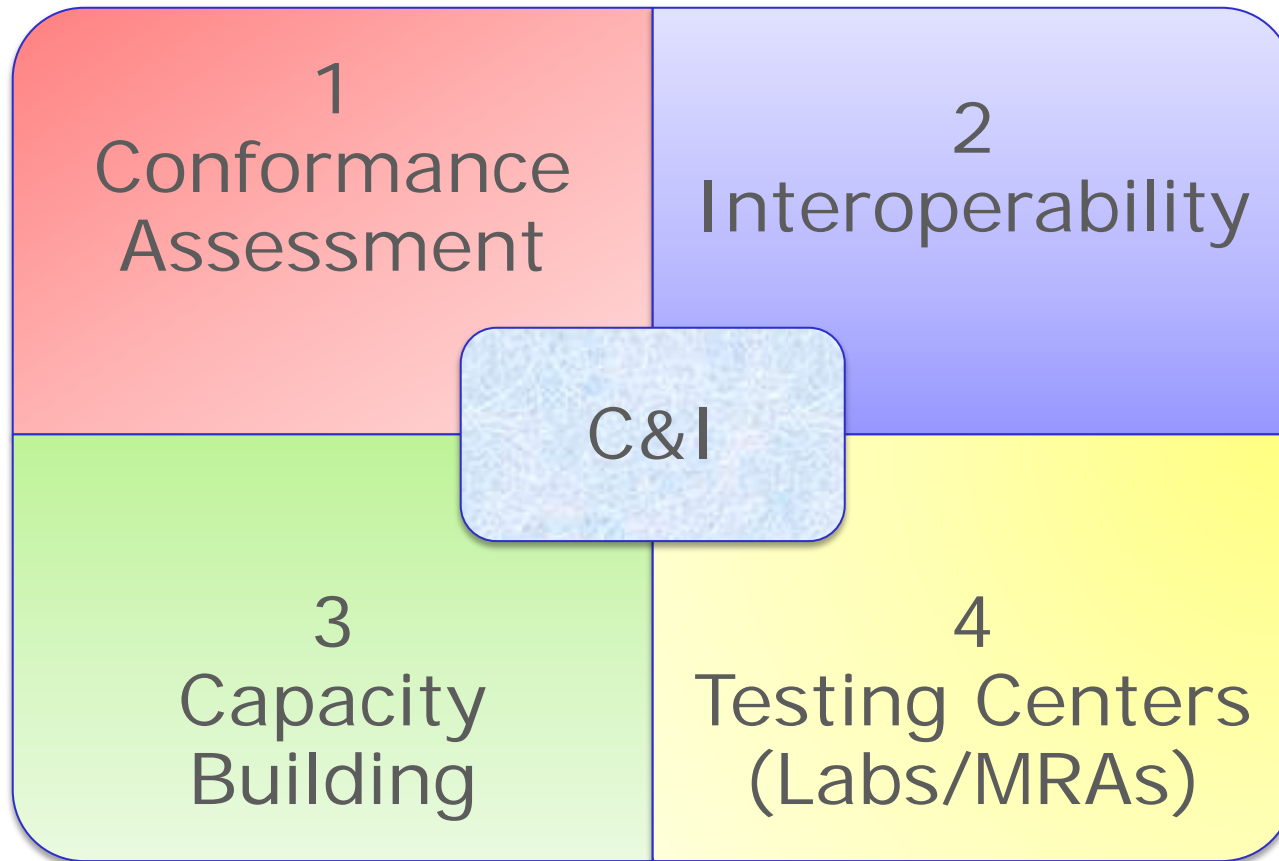 1
Conformance
Assessment
2
Interoperability
C&I
3
Capacity
Building
4
Testing Centers
(Labs/MRAs)